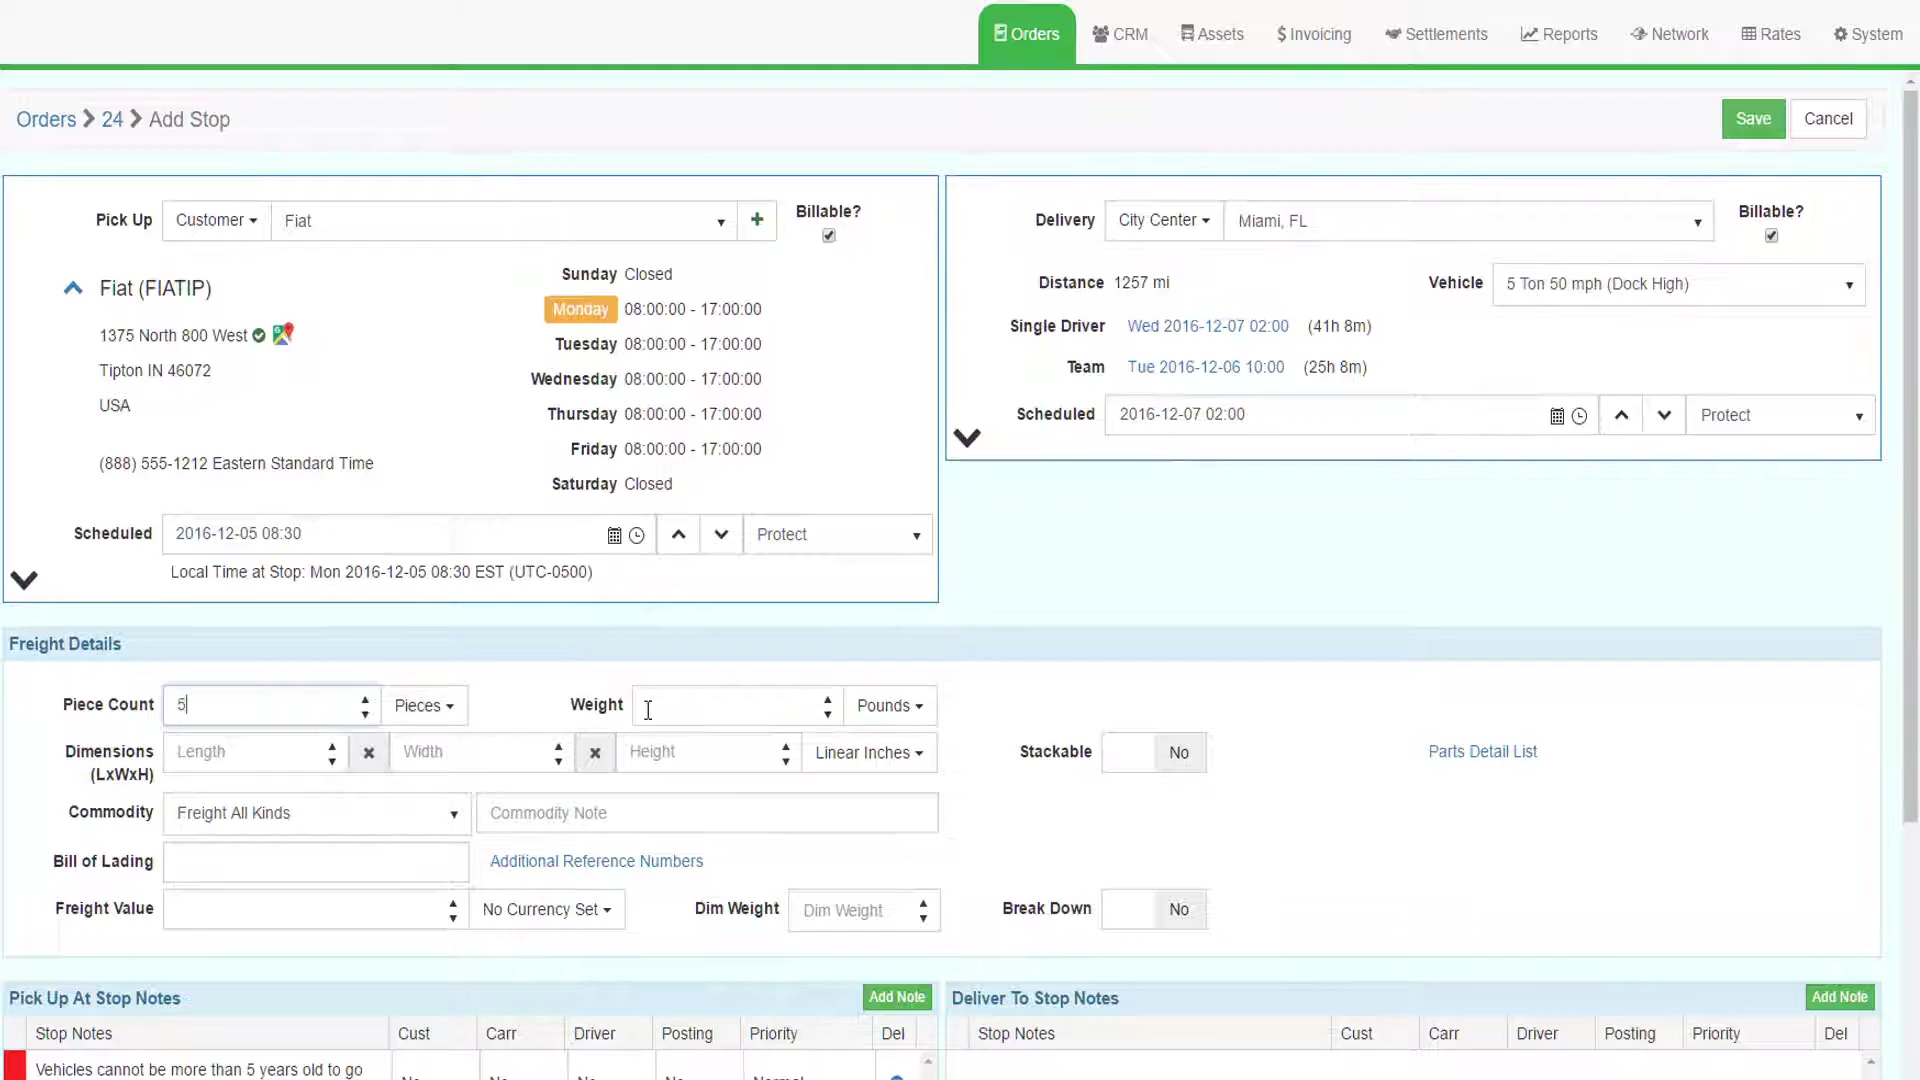 Orders CRM Assets $ Invoicing Settlements Reports Network Rates System
Orders > 24 > Add Stop Save Cancel
Pick Up Customer Fiat + Billable?
Fiat (FIATIP)
1375 North 800 West
Tipton IN 46072
USA
(888) 555-1212 Eastern Standard Time
Sunday Closed
Monday 08:00:00 - 17:00:00
Tuesday 08:00:00 - 17:00:00
Wednesday 08:00:00 - 17:00:00
Thursday 08:00:00 - 17:00:00
Friday 08:00:00 - 17:00:00
Saturday Closed
Scheduled 2016-12-05 08:30 Protect
Local Time at Stop: Mon 2016-12-05 08:30 EST (UTC-0500)
Delivery City Center Miami, FL Billable?
Distance 1257 mi Vehicle 5 Ton 50 mph (Dock High)
Single Driver Wed 2016-12-07 02:00 (41h 8m)
Team Tue 2016-12-06 10:00 (25h 8m)
Scheduled 2016-12-07 02:00 Protect
Freight Details
Piece Count 5 Pieces Weight Pounds
Dimensions Length Width Height Linear Inches Stackable No Parts Detail List
(LxWxH)
Commodity Freight All Kinds Commodity Note
Bill of Lading Additional Reference Numbers
Freight Value No Currency Set Dim Weight Dim Weight Break Down No
Pick Up At Stop Notes Add Note
Stop Notes Cust Carr Driver Posting Priority Del
Vehicles cannot be more than 5 years old to go
Deliver To Stop Notes Add Note
Stop Notes Cust Carr Driver Posting Priority Del